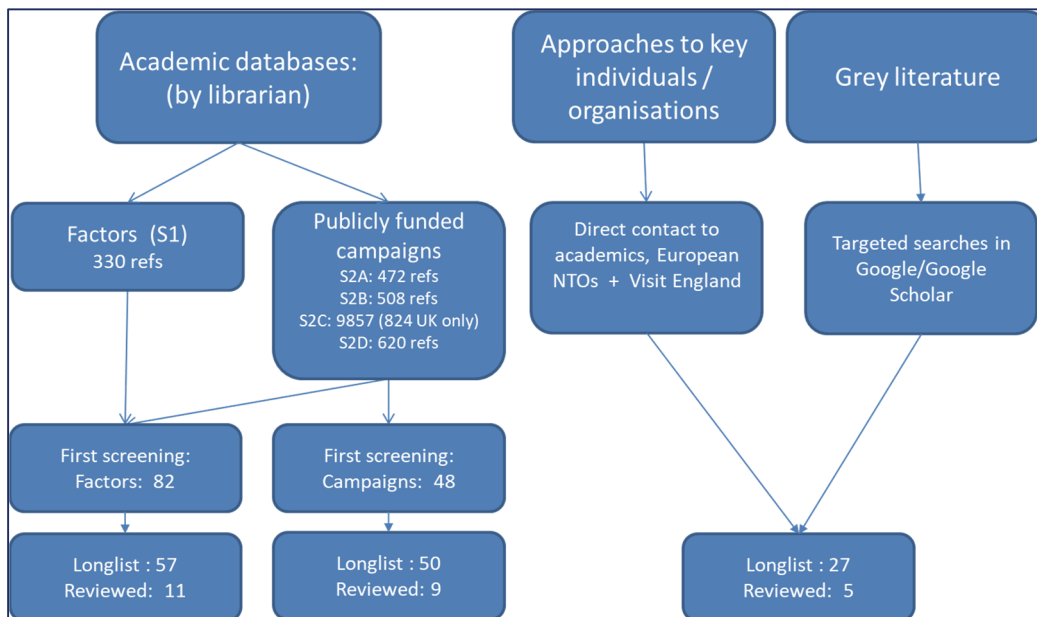 Academic databases:
(by librarian)
Approaches to key
individuals /
organisations
Grey literature
Factors (S1)
330 refs
Publicly funded
campaigns
S2A: 472 refs
S2B: 508 refs
S2C: 9857 (824 UK only)
S2D: 620 refs
Direct contact to
academics, European
NTOs + Visit England
Targeted searches in
Google/Google
Scholar
First screening:
Factors: 82
First screening:
Campaigns: 48
Longlist : 57
Reviewed: 11
Longlist : 50
Reviewed: 9
Longlist : 27
Reviewed: 5